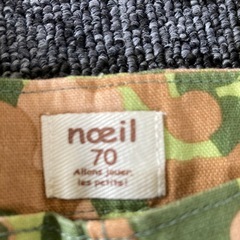 nœil
70
Allons jouer,
les petits!